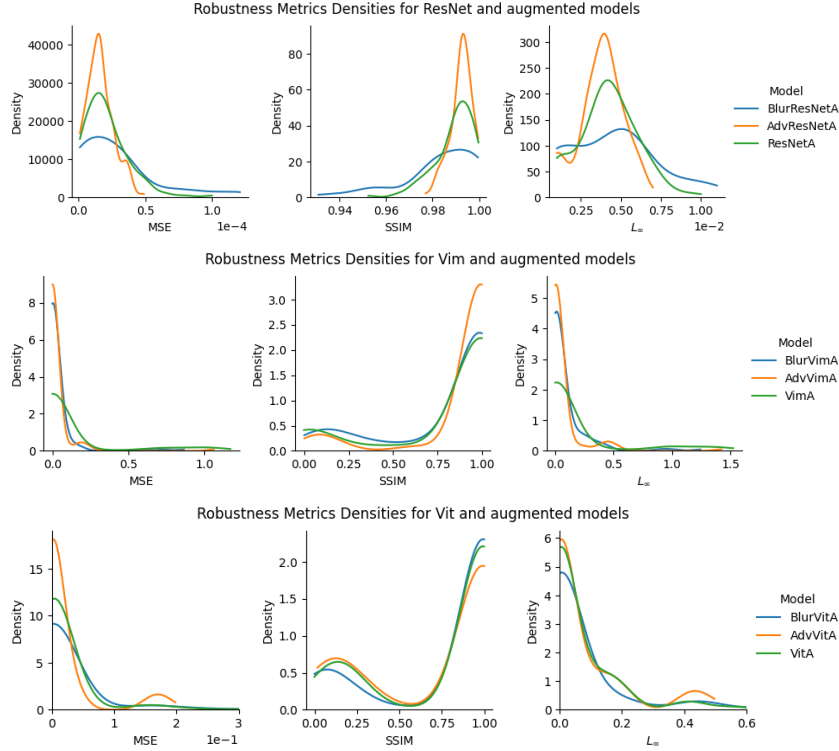 Robustness Metrics Densities for ResNet and augmented models
Density
40000
30000
20000
10000
0
0.0
0.5
1.0
1e−4
MSE
Density
80
60
40
20
0
0.94
0.96
0.98
1.00
SSIM
Density
300
250
200
150
100
50
0
0.25
0.50
0.75
1.00
1e−2
L∞
Model
BlurResNetA
AdvResNetA
ResNetA
Robustness Metrics Densities for Vim and augmented models
Density
8
6
4
2
0
0.0
0.5
1.0
MSE
Density
3.0
2.5
2.0
1.5
1.0
0.5
0.0
0.00
0.25
0.50
0.75
1.00
SSIM
Density
5
4
3
2
1
0
0.0
0.5
1.0
1.5
L∞
Model
BlurVimA
AdvVimA
VimA
Robustness Metrics Densities for Vit and augmented models
Density
15
10
5
0
0
1
2
3
1e−1
MSE
Density
2.0
1.5
1.0
0.5
0.0
0.00
0.25
0.50
0.75
1.00
SSIM
Density
6
5
4
3
2
1
0
0.0
0.2
0.4
0.6
L∞
Model
BlurVitA
AdvVitA
VitA